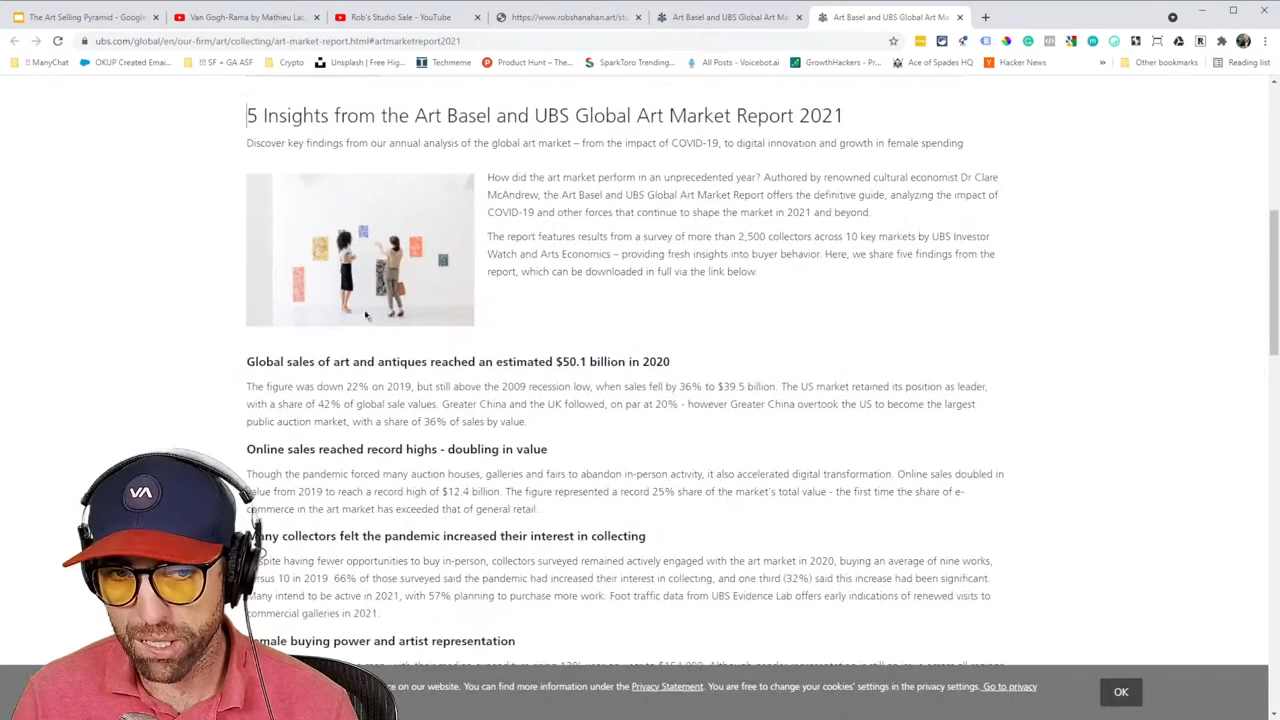 The Art Selling Pyramid - Google
Van Gogh-Rama by Mathieu Lac
Rob's Studio Sale - YouTube
https://www.robshanahan.art/stu
Art Basel and UBS Global Art Ma
Art Basel and UBS Global Art Ma
ubs.com/global/en/our-firm/art/collecting/art-market-report.html#artmarketreport2021
!! ManyChat
OKUP Created Emai...
!!! SF + GA ASF
Crypto
Unsplash | Free Hig...
Techmeme
Product Hunt – The...
SparkToro Trending...
All Posts - Voicebot.ai
GrowthHackers - Pr...
Ace of Spades HQ
Hacker News
»
Other bookmarks
Reading list
5 Insights from the Art Basel and UBS Global Art Market Report 2021
Discover key findings from our annual analysis of the global art market – from the impact of COVID-19, to digital innovation and growth in female spending
How did the art market perform in an unprecedented year? Authored by renowned cultural economist Dr Clare
McAndrew, the Art Basel and UBS Global Art Market Report offers the definitive guide, analyzing the impact of
COVID-19 and other forces that continue to shape the market in 2021 and beyond.
The report features results from a survey of more than 2,500 collectors across 10 key markets by UBS Investor
Watch and Arts Economics – providing fresh insights into buyer behavior. Here, we share five findings from the
report, which can be downloaded in full via the link below.
Global sales of art and antiques reached an estimated $50.1 billion in 2020
The figure was down 22% on 2019, but still above the 2009 recession low, when sales fell by 36% to $39.5 billion. The US market retained its position as leader,
with a share of 42% of global sale values. Greater China and the UK followed, on par at 20% - however Greater China overtook the US to become the largest
public auction market, with a share of 36% of sales by value.
Online sales reached record highs - doubling in value
Though the pandemic forced many auction houses, galleries and fairs to abandon in-person activity, it also accelerated digital transformation. Online sales doubled in
value from 2019 to reach a record high of $12.4 billion. The figure represented a record 25% share of the market's total value - the first time the share of e-
commerce in the art market has exceeded that of general retail.
Many collectors felt the pandemic increased their interest in collecting
espite having fewer opportunities to buy in-person, collectors surveyed remained actively engaged with the art market in 2020, buying an average of nine works,
versus 10 in 2019. 66% of those surveyed said the pandemic had increased their interest in collecting, and one third (32%) said this increase had been significant.
Many intend to be active in 2021, with 57% planning to purchase more work. Foot traffic data from UBS Evidence Lab offers early indications of renewed visits to
commercial galleries in 2021.
emale buying power and artist representation
ce on our website. You can find more information under the Privacy Statement. You are free to change your cookies' settings in the privacy settings. Go to privacy
OK
VA